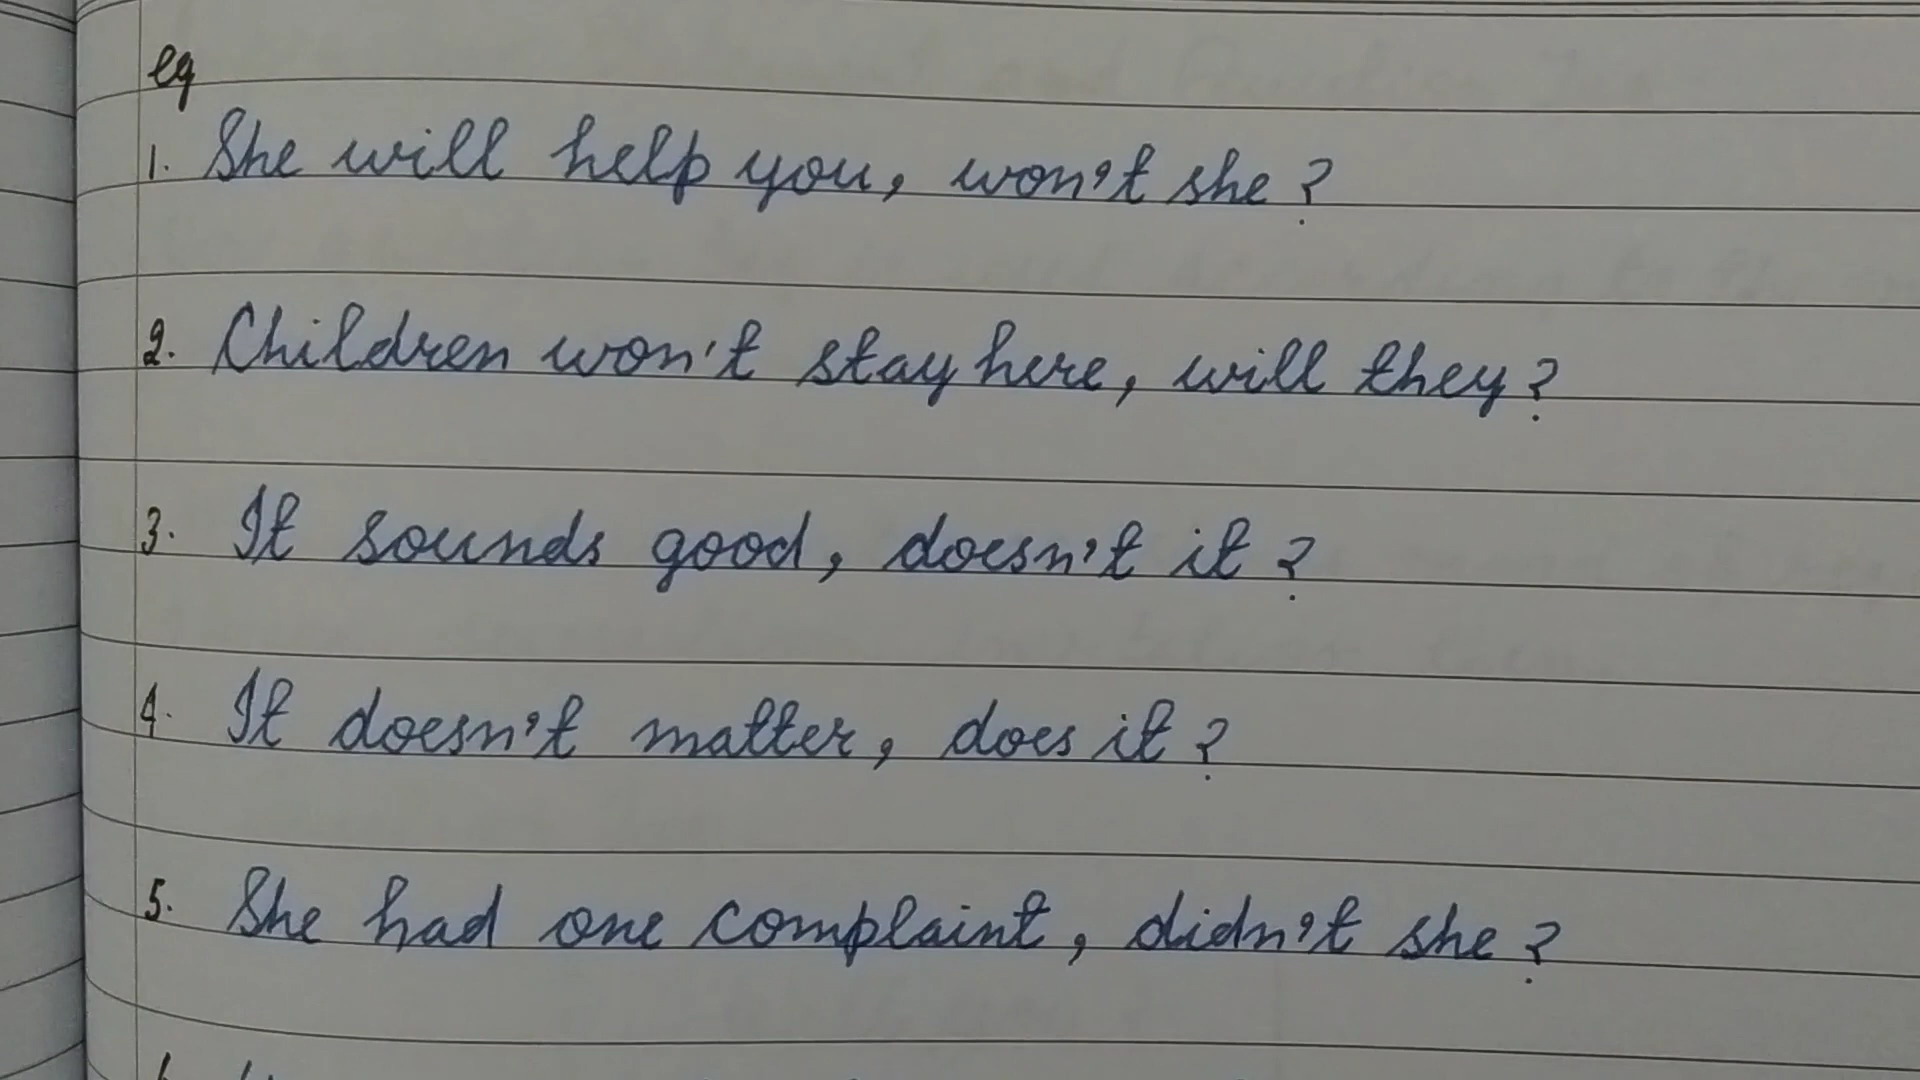 eg
1. She will help you, won't she?
2. Children won't stay here, will they?
3. It sounds good, doesn't it?
4. It doesn't matter, does it?
5. She had one complaint, didn't she?